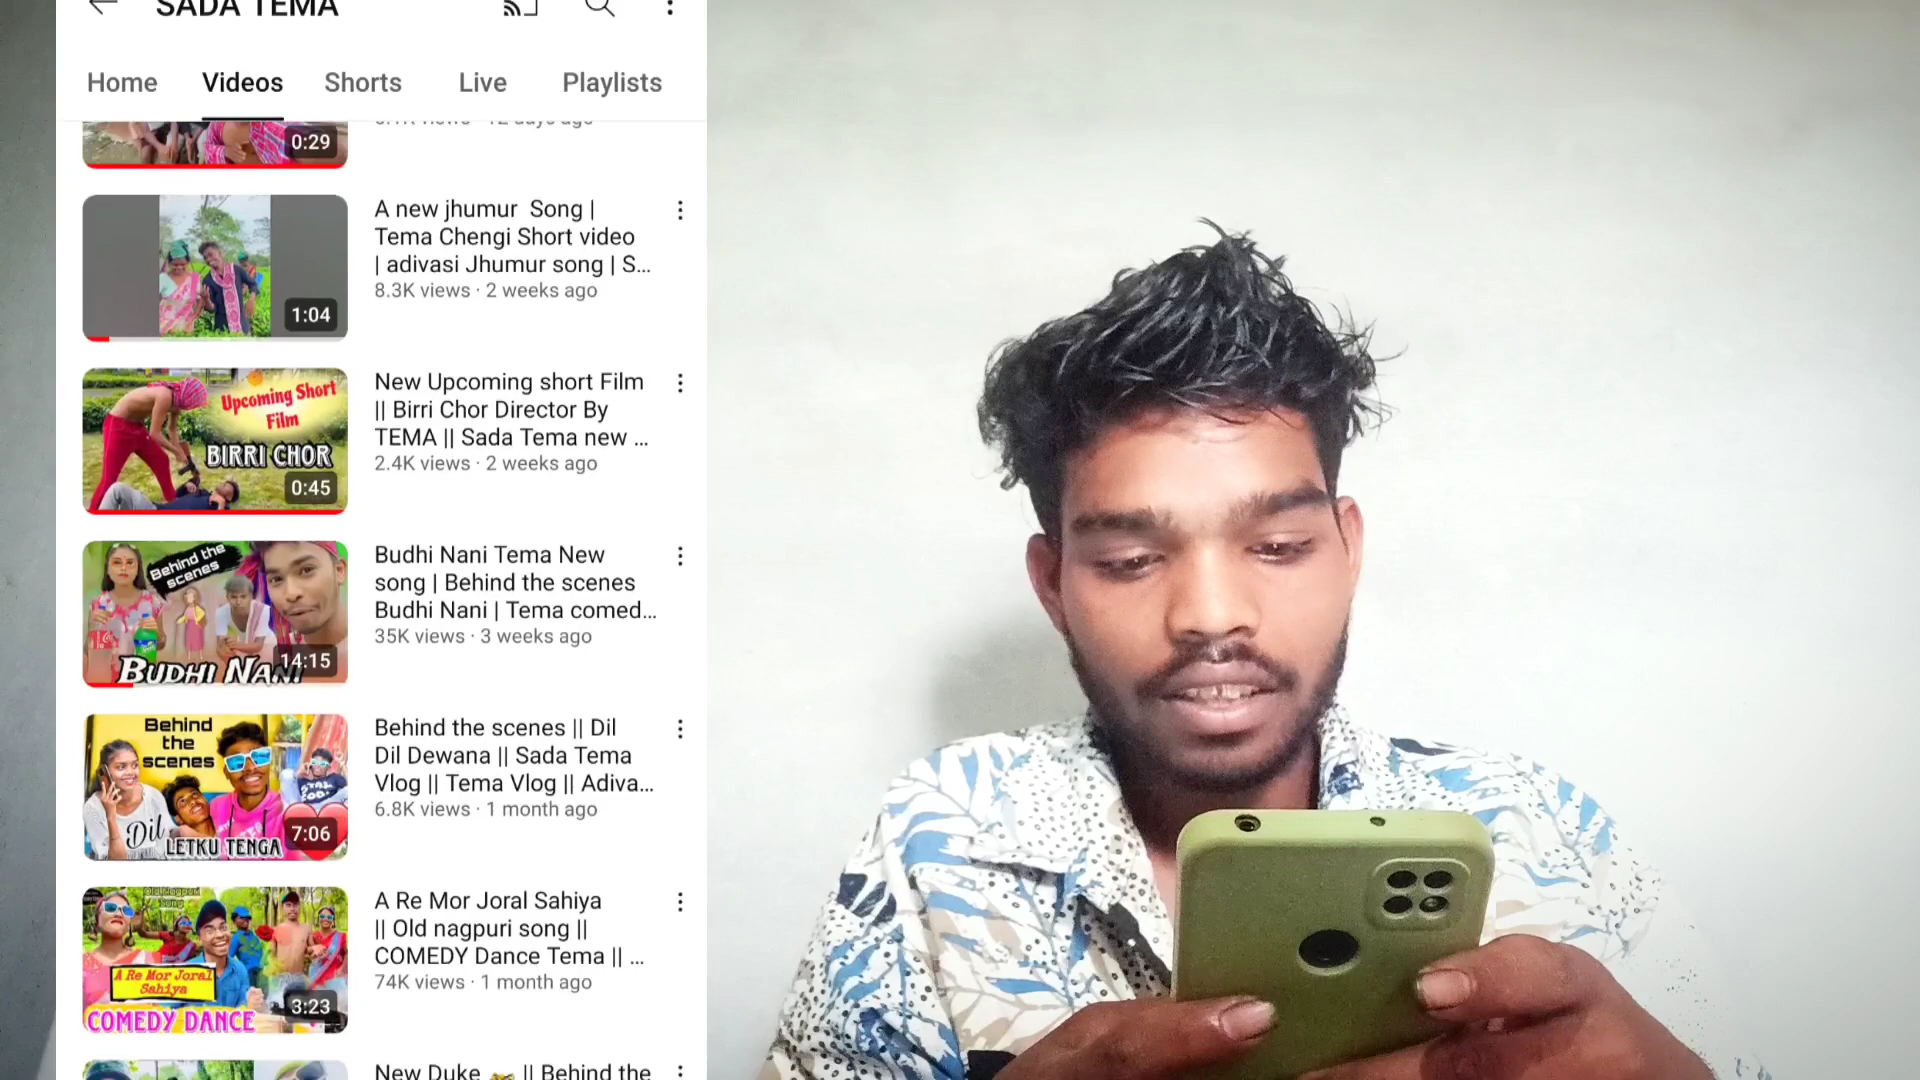 SADA TEMA
Home Videos Shorts Live Playlists
0:29
A new jhumur Song |
Tema Chengi Short video
| adivasi Jhumur song | S...
8.3K views · 2 weeks ago
1:04
Upcoming Short
Film
BIRRI CHOR
0:45
New Upcoming short Film
|| Birri Chor Director By
TEMA || Sada Tema new ...
2.4K views · 2 weeks ago
Behind the
scenes
BUDHI NANI
14:15
Budhi Nani Tema New
song | Behind the scenes
Budhi Nani | Tema comed...
35K views · 3 weeks ago
Behind
the
scenes
Dil
LETKU TENGA
7:06
Behind the scenes || Dil
Dil Dewana || Sada Tema
Vlog || Tema Vlog || Adiva...
6.8K views · 1 month ago
A Re Mor Joral
Sahiya
COMEDY DANCE
3:23
A Re Mor Joral Sahiya
|| Old nagpuri song ||
COMEDY Dance Tema || ...
74K views · 1 month ago
New Duke 🐯 || Behind the